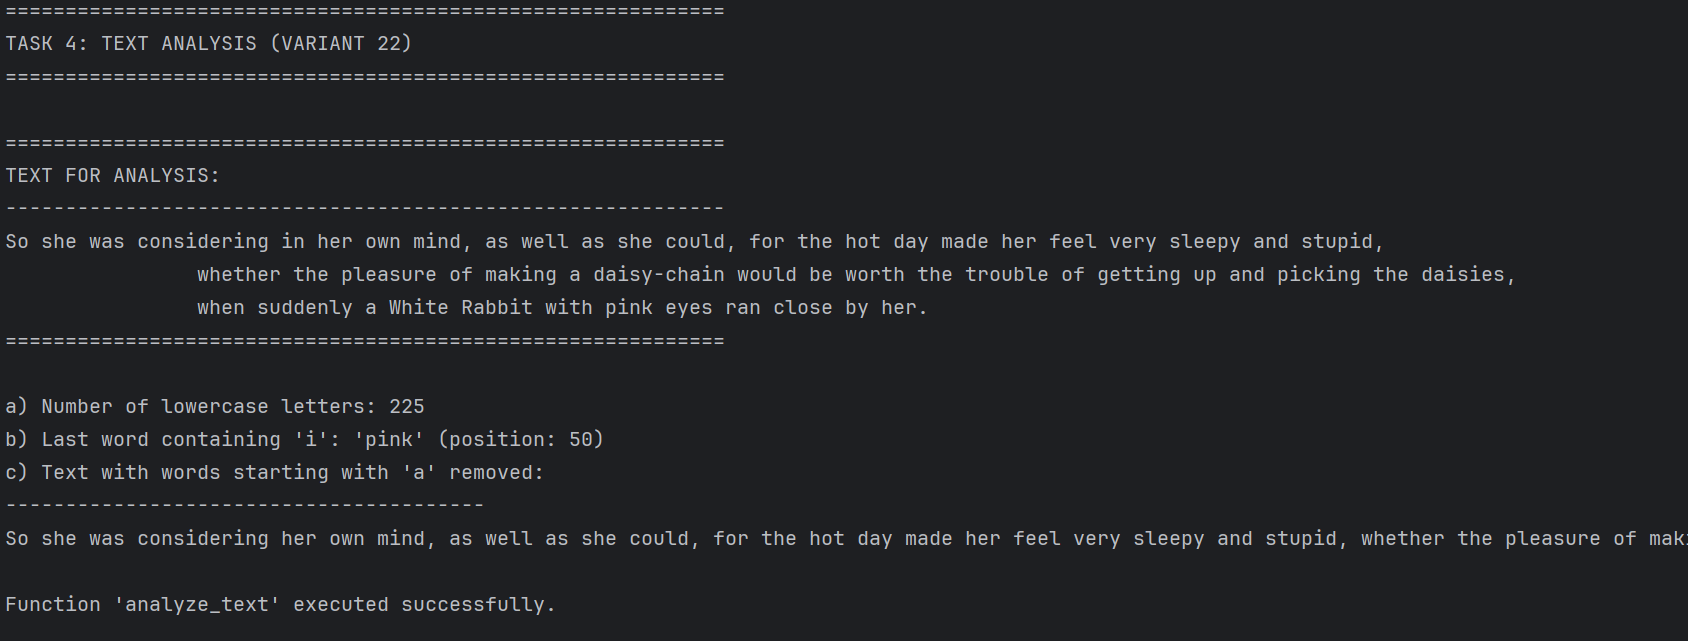 ============================================================
TASK 4: TEXT ANALYSIS (VARIANT 22)
============================================================
============================================================
TEXT FOR ANALYSIS:
------------------------------------------------------------
So she was considering in her own mind, as well as she could, for the hot day made her feel very sleepy and stupid,
whether the pleasure of making a daisy-chain would be worth the trouble of getting up and picking the daisies,
when suddenly a White Rabbit with pink eyes ran close by her.
============================================================
a) Number of lowercase letters: 225
b) Last word containing 'i': 'pink' (position: 50)
c) Text with words starting with 'a' removed:
----------------------------------------
So she was considering her own mind, as well as she could, for the hot day made her feel very sleepy and stupid, whether the pleasure of mak
Function 'analyze_text' executed successfully.